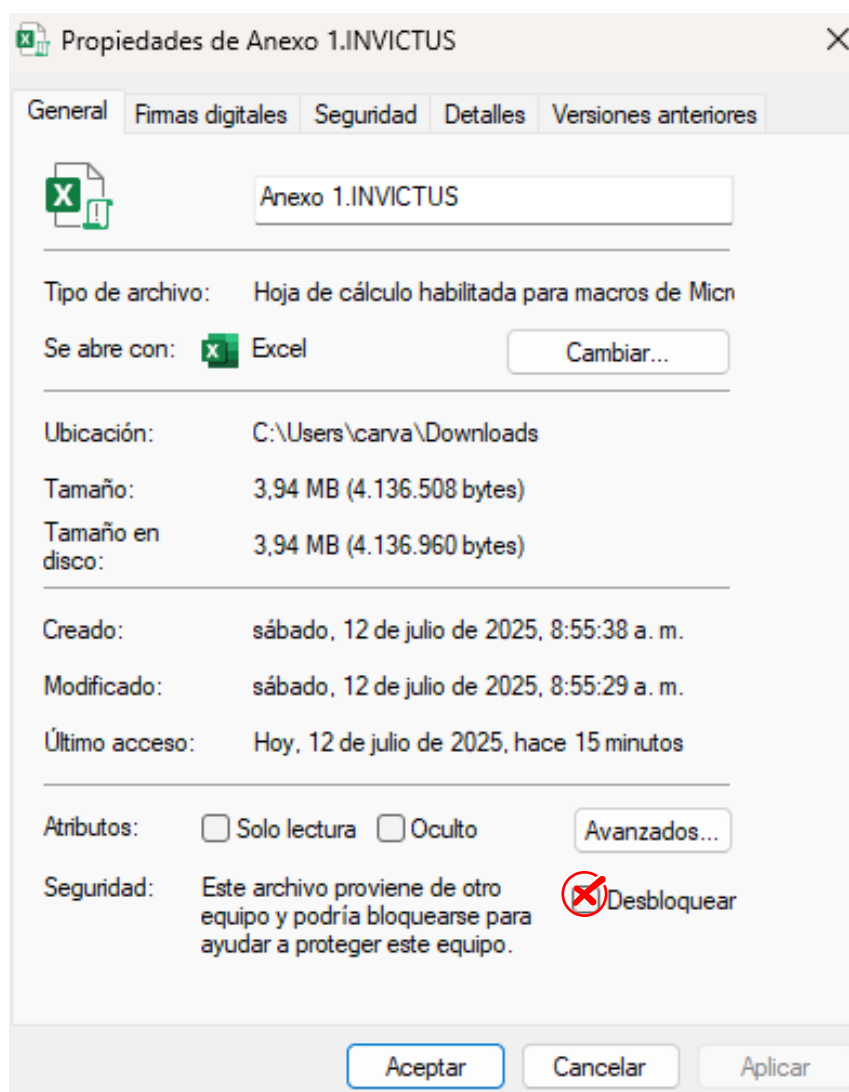 Propiedades de Anexo 1.INVICTUS
General Firmas digitales Seguridad Detalles Versiones anteriores
Anexo 1.INVICTUS
Tipo de archivo: Hoja de cálculo habilitada para macros de Micr
Se abre con: Excel Cambiar...
Ubicación: C:\Users\carva\Downloads
Tamaño: 3,94 MB (4.136.508 bytes)
Tamaño en
disco: 3,94 MB (4.136.960 bytes)
Creado: sábado, 12 de julio de 2025, 8:55:38 a. m.
Modificado: sábado, 12 de julio de 2025, 8:55:29 a. m.
Último acceso: Hoy, 12 de julio de 2025, hace 15 minutos
Atributos: Solo lectura Oculto Avanzados...
Seguridad: Este archivo proviene de otro
equipo y podría bloquearse para
ayudar a proteger este equipo.
Desbloquear
Aceptar Cancelar Aplicar